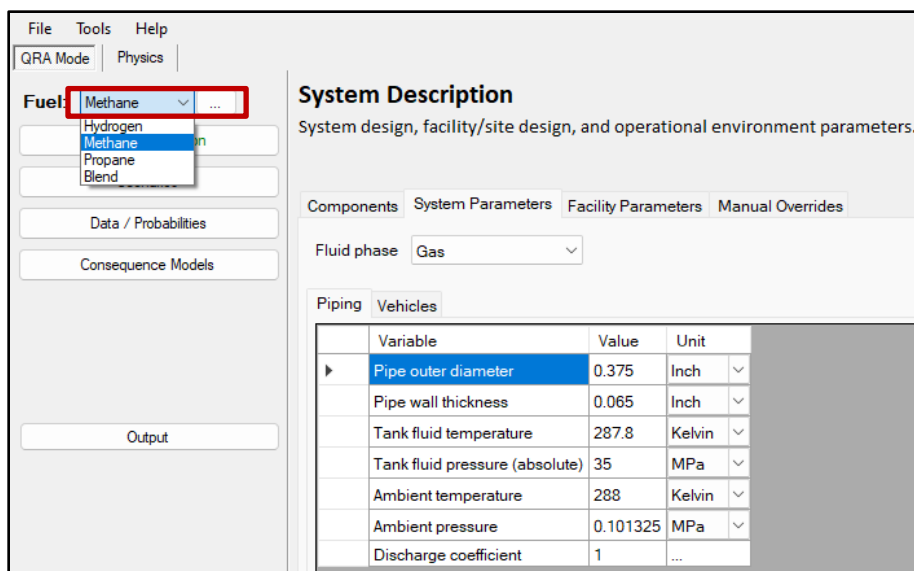 File Tools Help
QRA Mode Physics
Fuel: Methane ...
Hydrogen
Methane
Propane
Blend
Data / Probabilities
Consequence Models
Output
System Description
System design, facility/site design, and operational environment parameters.
Components System Parameters Facility Parameters Manual Overrides
Fluid phase Gas
Piping Vehicles
Variable Value Unit
Pipe outer diameter 0.375 Inch
Pipe wall thickness 0.065 Inch
Tank fluid temperature 287.8 Kelvin
Tank fluid pressure (absolute) 35 MPa
Ambient temperature 288 Kelvin
Ambient pressure 0.101325 MPa
Discharge coefficient 1 ...